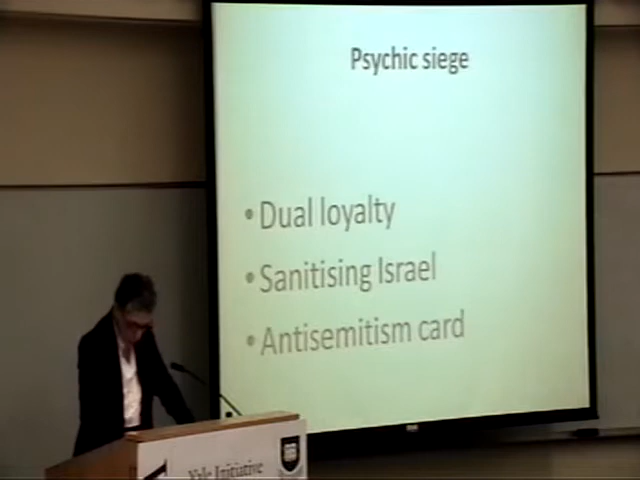 Psychic siege
• Dual loyalty
• Sanitising Israel
• Antisemitism card
Yale Initiative